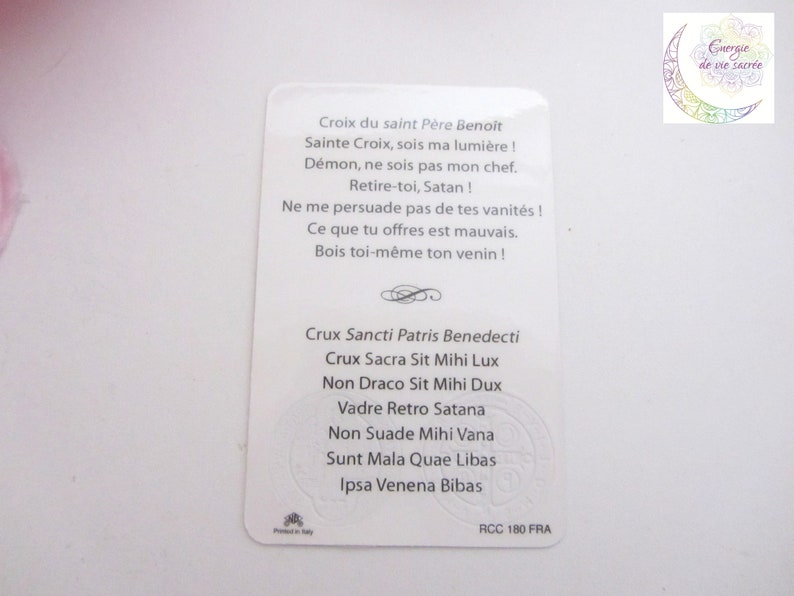 Energie
de vie sacrée
Croix du saint Père Benoît
Sainte Croix, sois ma lumière !
Démon, ne sois pas mon chef.
Retire-toi, Satan !
Ne me persuade pas de tes vanités !
Ce que tu offres est mauvais.
Bois toi-même ton venin !
Crux Sancti Patris Benedecti
Crux Sacra Sit Mihi Lux
Non Draco Sit Mihi Dux
Vadre Retro Satana
Non Suade Mihi Vana
Sunt Mala Quae Libas
Ipsa Venena Bibas
Printed in Italy
RCC 180 FRA